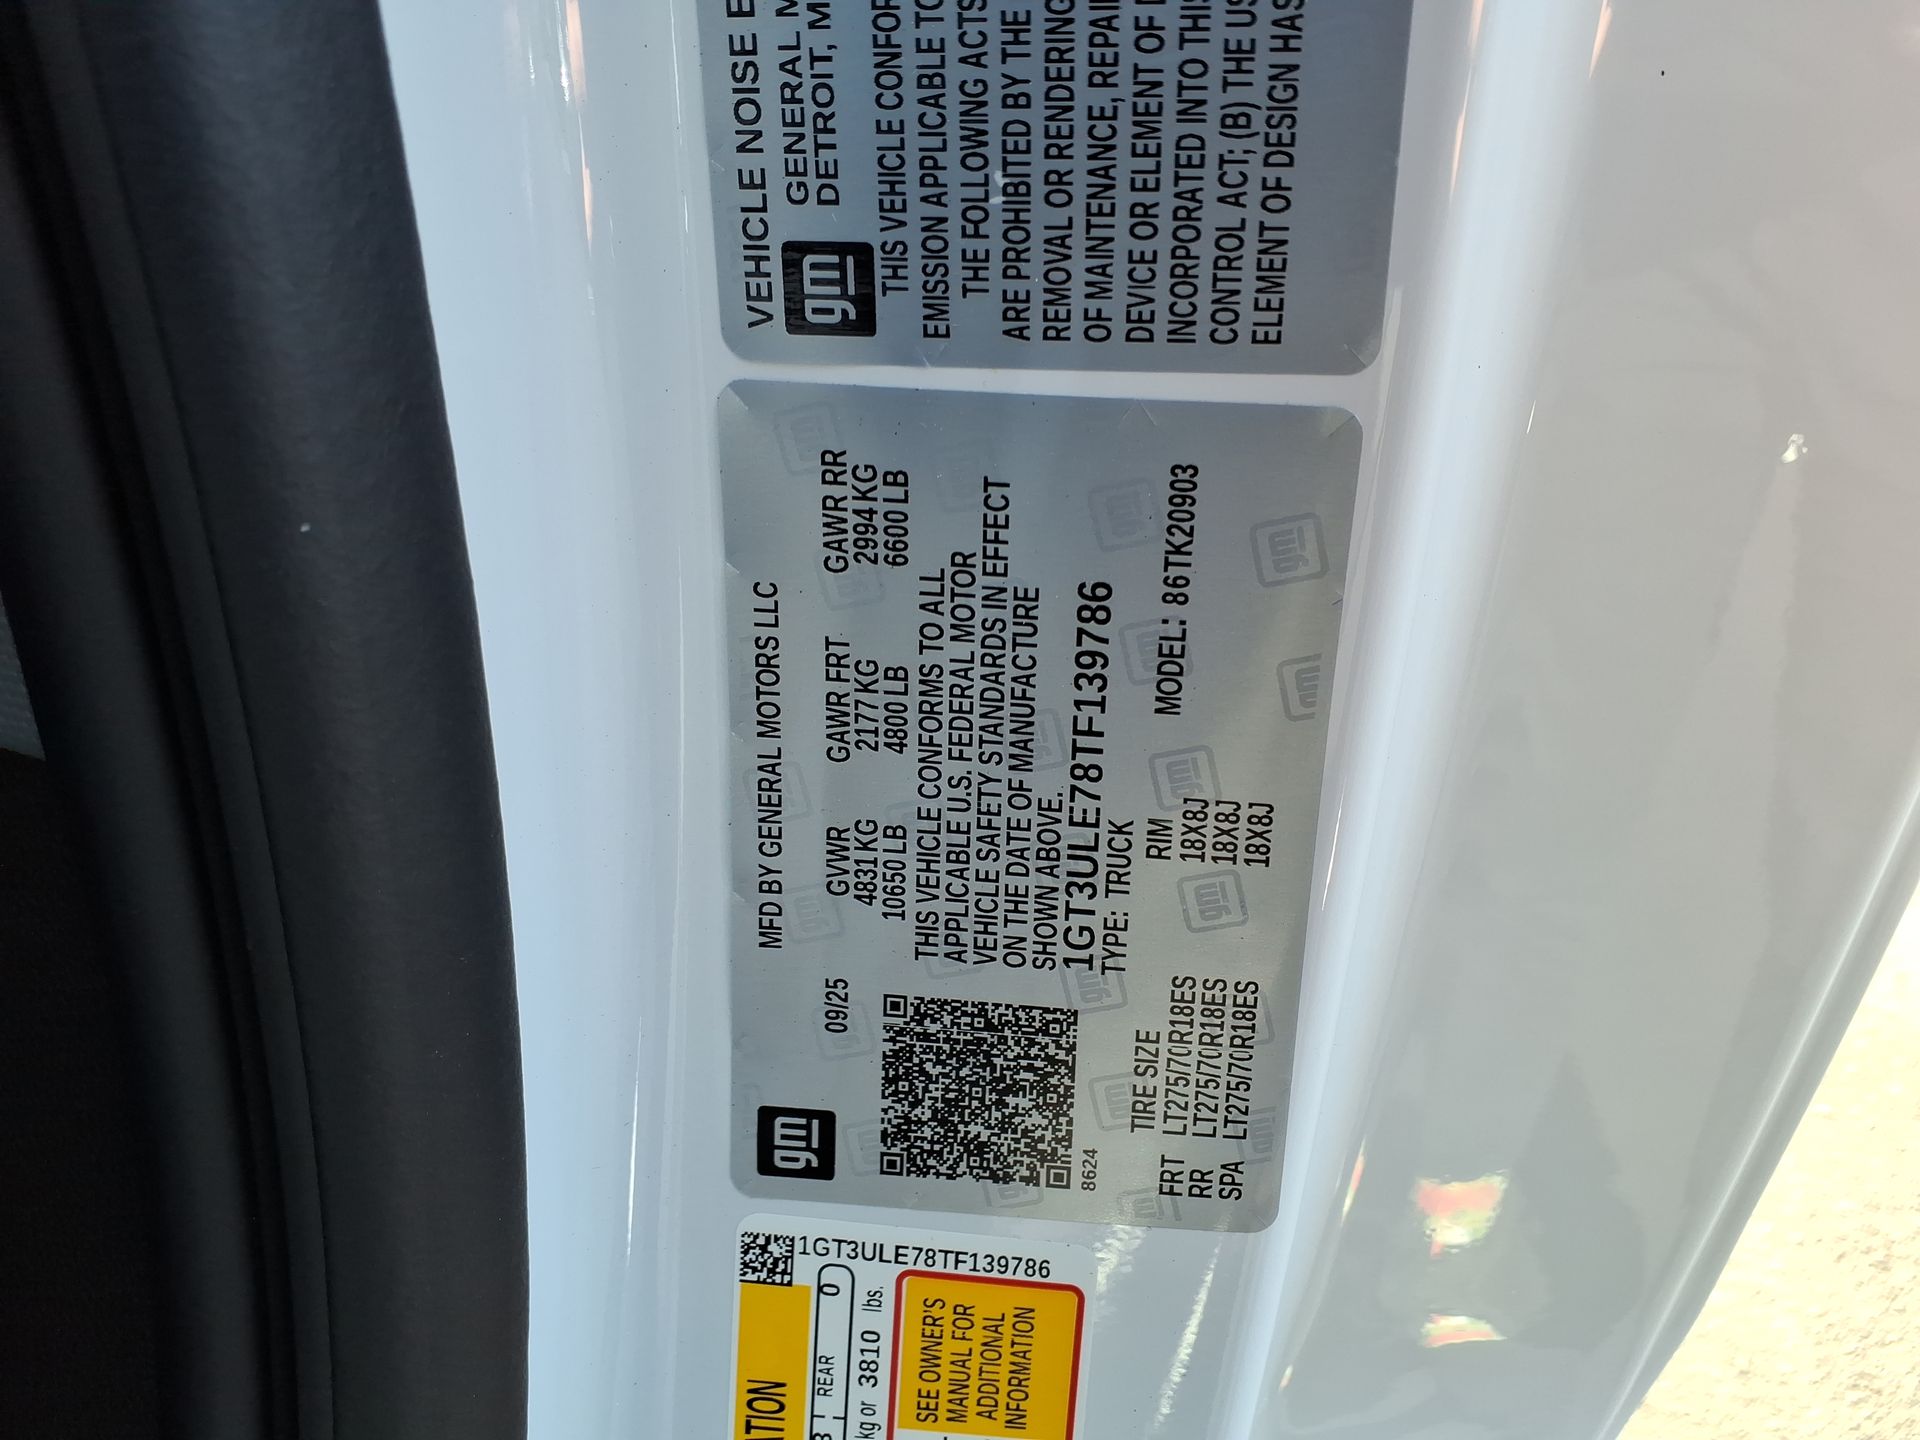 VEHICLE NOISE E
gm
GENERAL M
DETROIT, M
THIS VEHICLE CONFOR
EMISSION APPLICABLE TO
THE FOLLOWING ACTS
ARE PROHIBITED BY THE
REMOVAL OR RENDERING
OF MAINTENANCE, REPAI
DEVICE OR ELEMENT OF D
INCORPORATED INTO THIS
CONTROL ACT; (B) THE US
ELEMENT OF DESIGN HAS
gm
MFD BY GENERAL MOTORS LLC
09/25
GVWR GAWR FRT GAWR RR
4831 KG 2177 KG 2994 KG
10650 LB 4800 LB 6600 LB
THIS VEHICLE CONFORMS TO ALL
APPLICABLE U.S. FEDERAL MOTOR
VEHICLE SAFETY STANDARDS IN EFFECT
ON THE DATE OF MANUFACTURE
SHOWN ABOVE.
1GT3ULE78TF139786
8624 TYPE: TRUCK
TIRE SIZE RIM MODEL: 86TK20903
FRT LT275/70R18ES 18X8J
RR LT275/70R18ES 18X8J
SPA LT275/70R18ES 18X8J
ATION
1GT3ULE78TF139786
3 REAR 0
kg or 3810 lbs.
SEE OWNER'S
MANUAL FOR
ADDITIONAL
INFORMATION